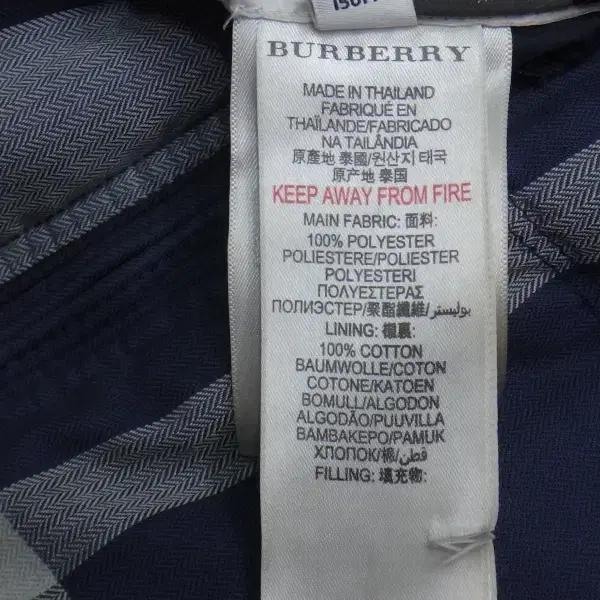 BURBERRY
MADE IN THAILAND
FABRIQUÉ EN
THAÏLANDE/FABRICADO
NA TAILÂNDIA
原產地 泰國/원산지 태국
原产地 泰国
KEEP AWAY FROM FIRE
MAIN FABRIC: 面料:
100% POLYESTER
POLIESTERE/POLIESTER
POLYESTERI
ΠΟΛΥΕΣΤΕΡΑΣ
ПОЛИЭСТЕР/聚酯纖維/بوليستر
LINING: 襯裏:
100% COTTON
BAUMWOLLE/COTON
COTONE/KATOEN
BOMULL/ALGODON
ALGODÃO/PUUVILLA
ΒΑΜΒΑΚΕΡΟ/PAMUK
ХЛОПОК/棉/قطن
FILLING: 填充物: